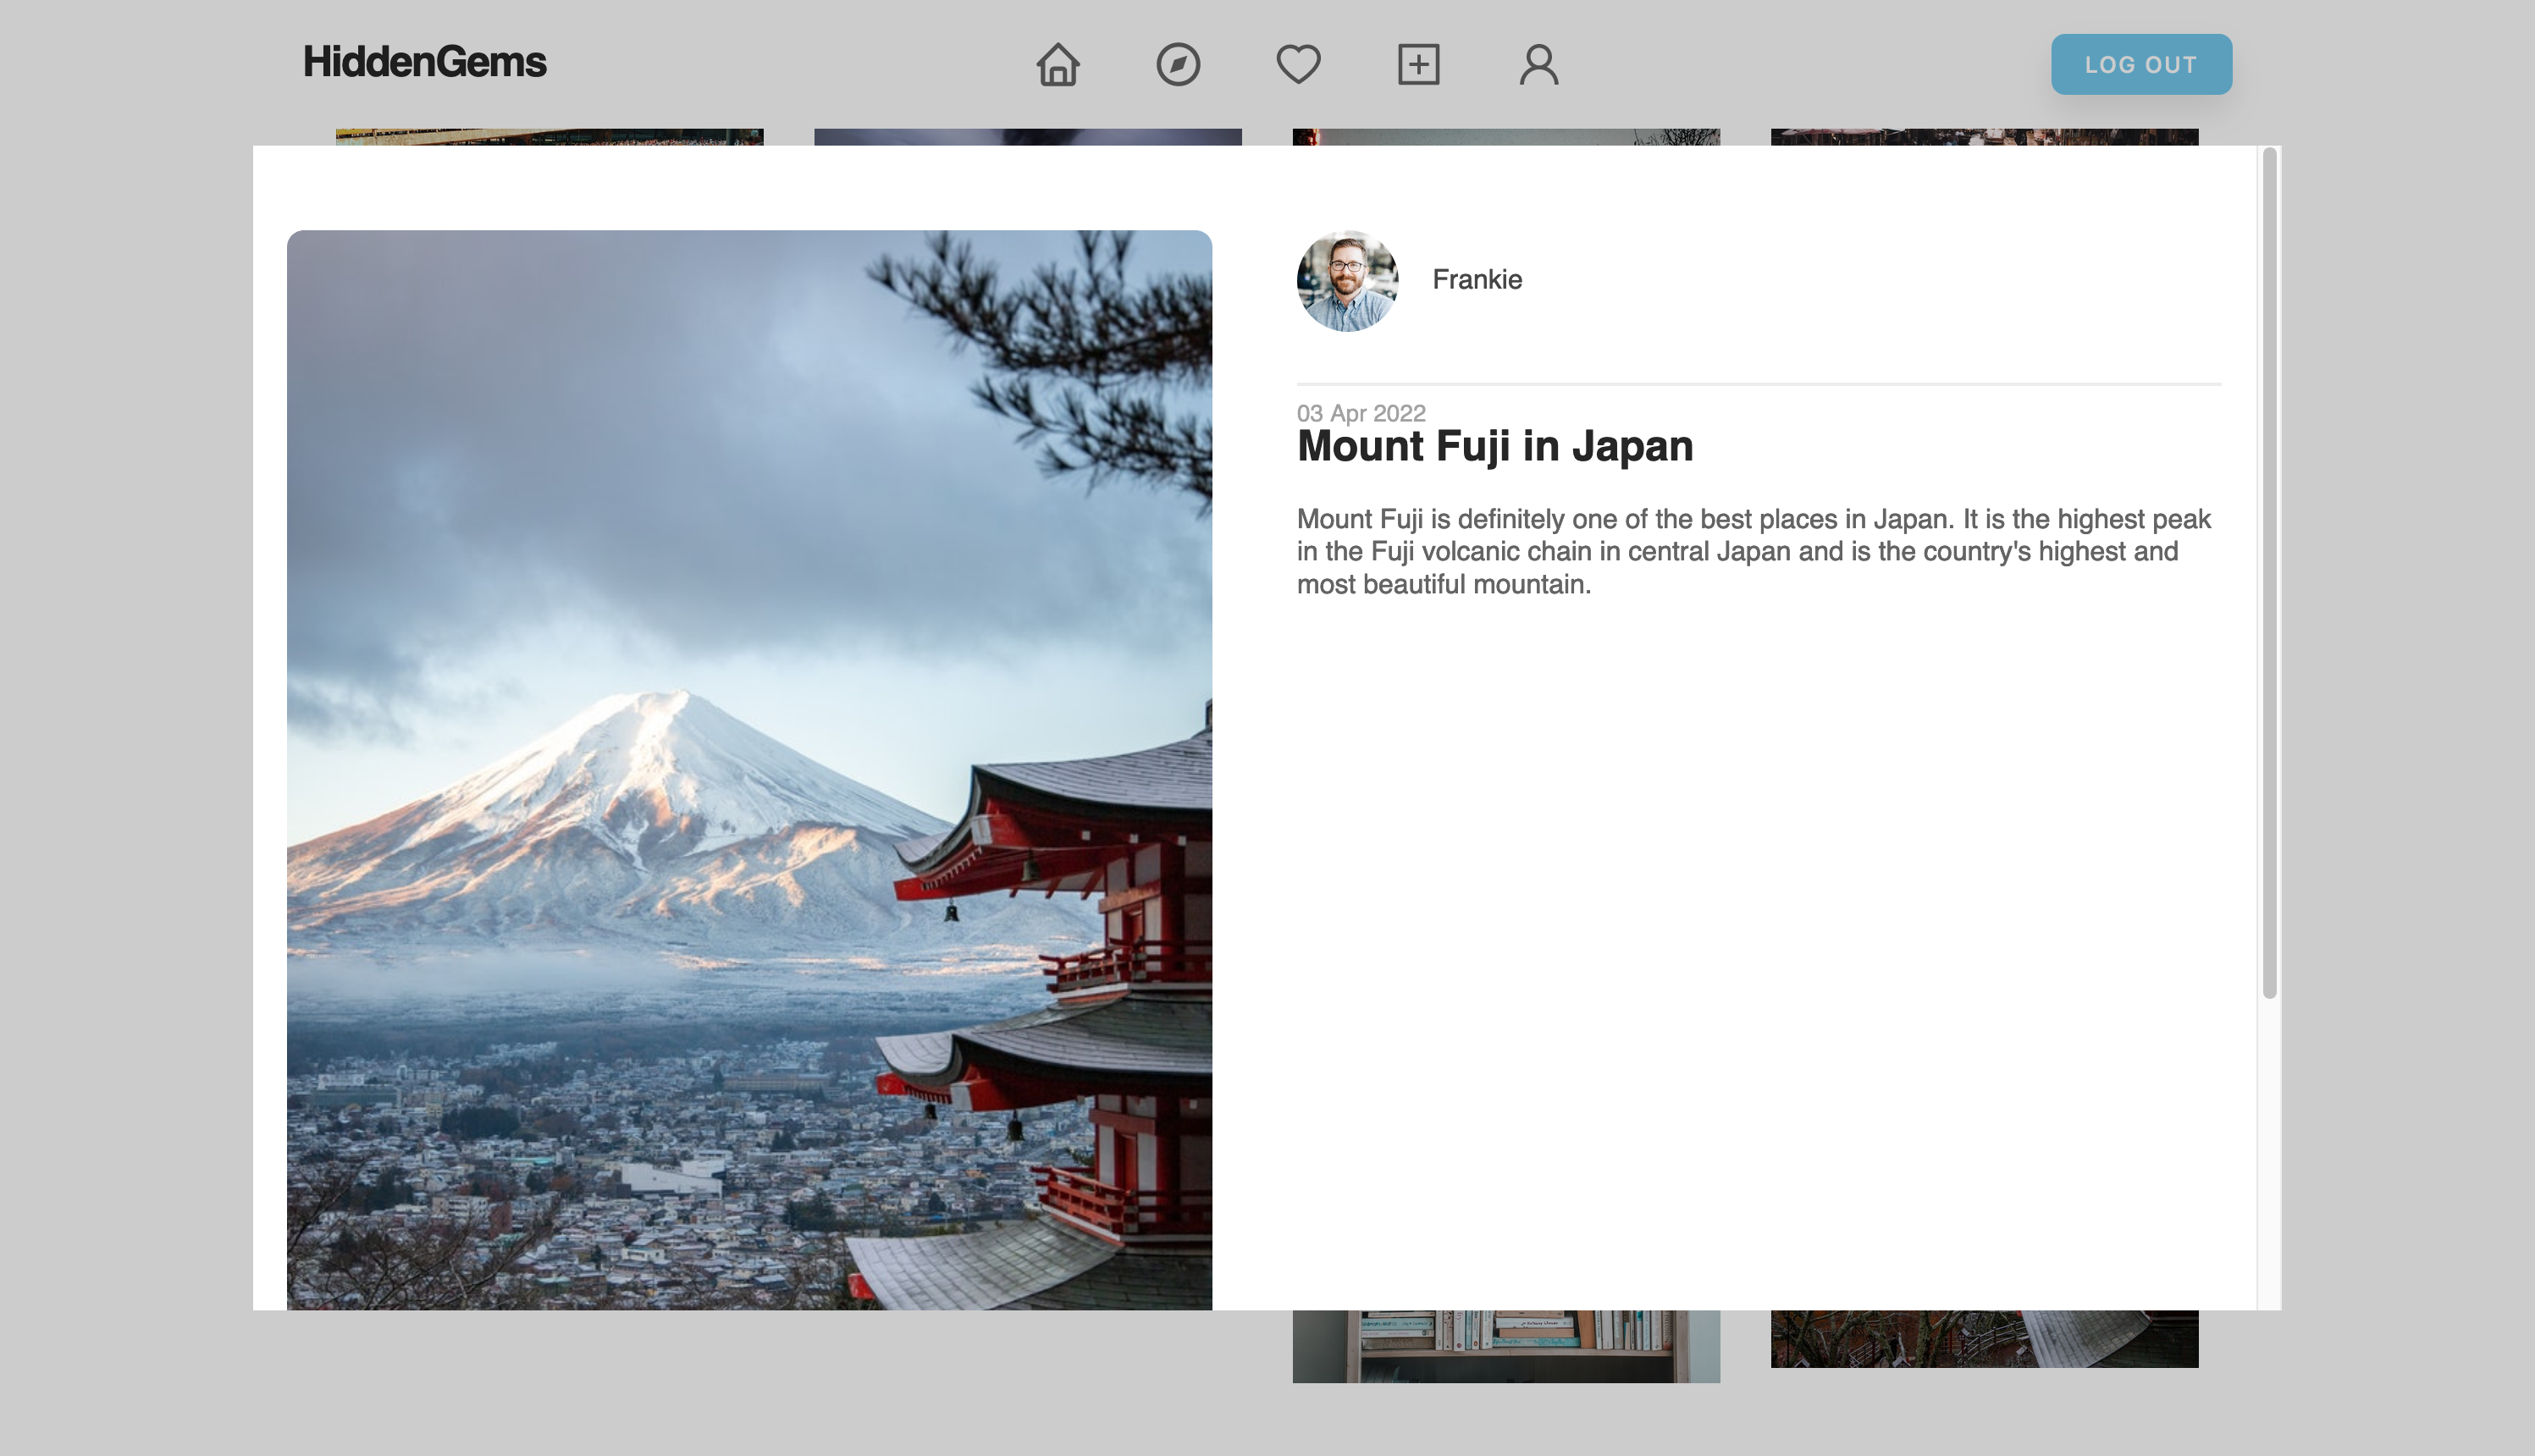 HiddenGems
LOG OUT
Frankie
03 Apr 2022
Mount Fuji in Japan
Mount Fuji is definitely one of the best places in Japan. It is the highest peak
in the Fuji volcanic chain in central Japan and is the country's highest and
most beautiful mountain.